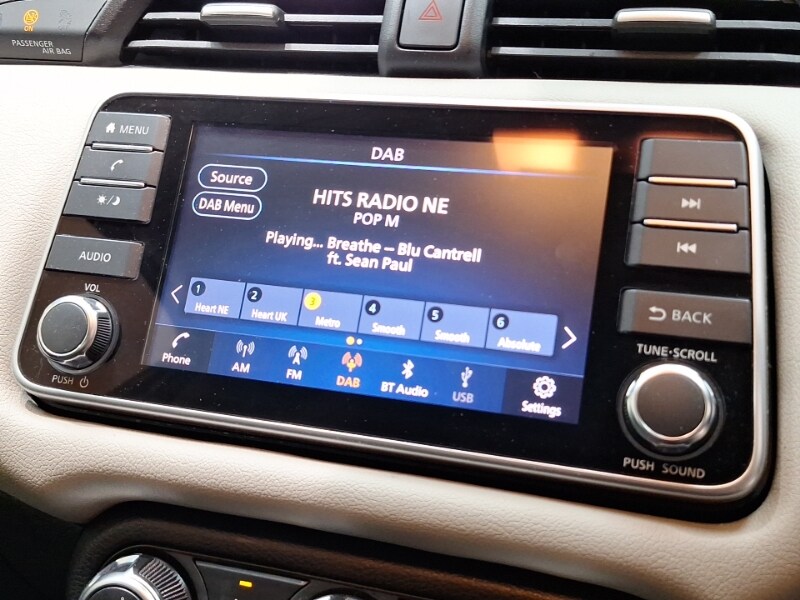 ON
PASSENGER
AIR BAG
MENU
AUDIO
VOL
PUSH
DAB
Source
DAB Menu
HITS RADIO NE
POP M
Playing... Breathe – Blu Cantrell
ft. Sean Paul
1 Heart NE
2 Heart UK
3 Metro
4 Smooth
5 Smooth
6 Absolute
Phone
AM
FM
DAB
BT Audio
USB
Settings
BACK
TUNE•SCROLL
PUSH SOUND